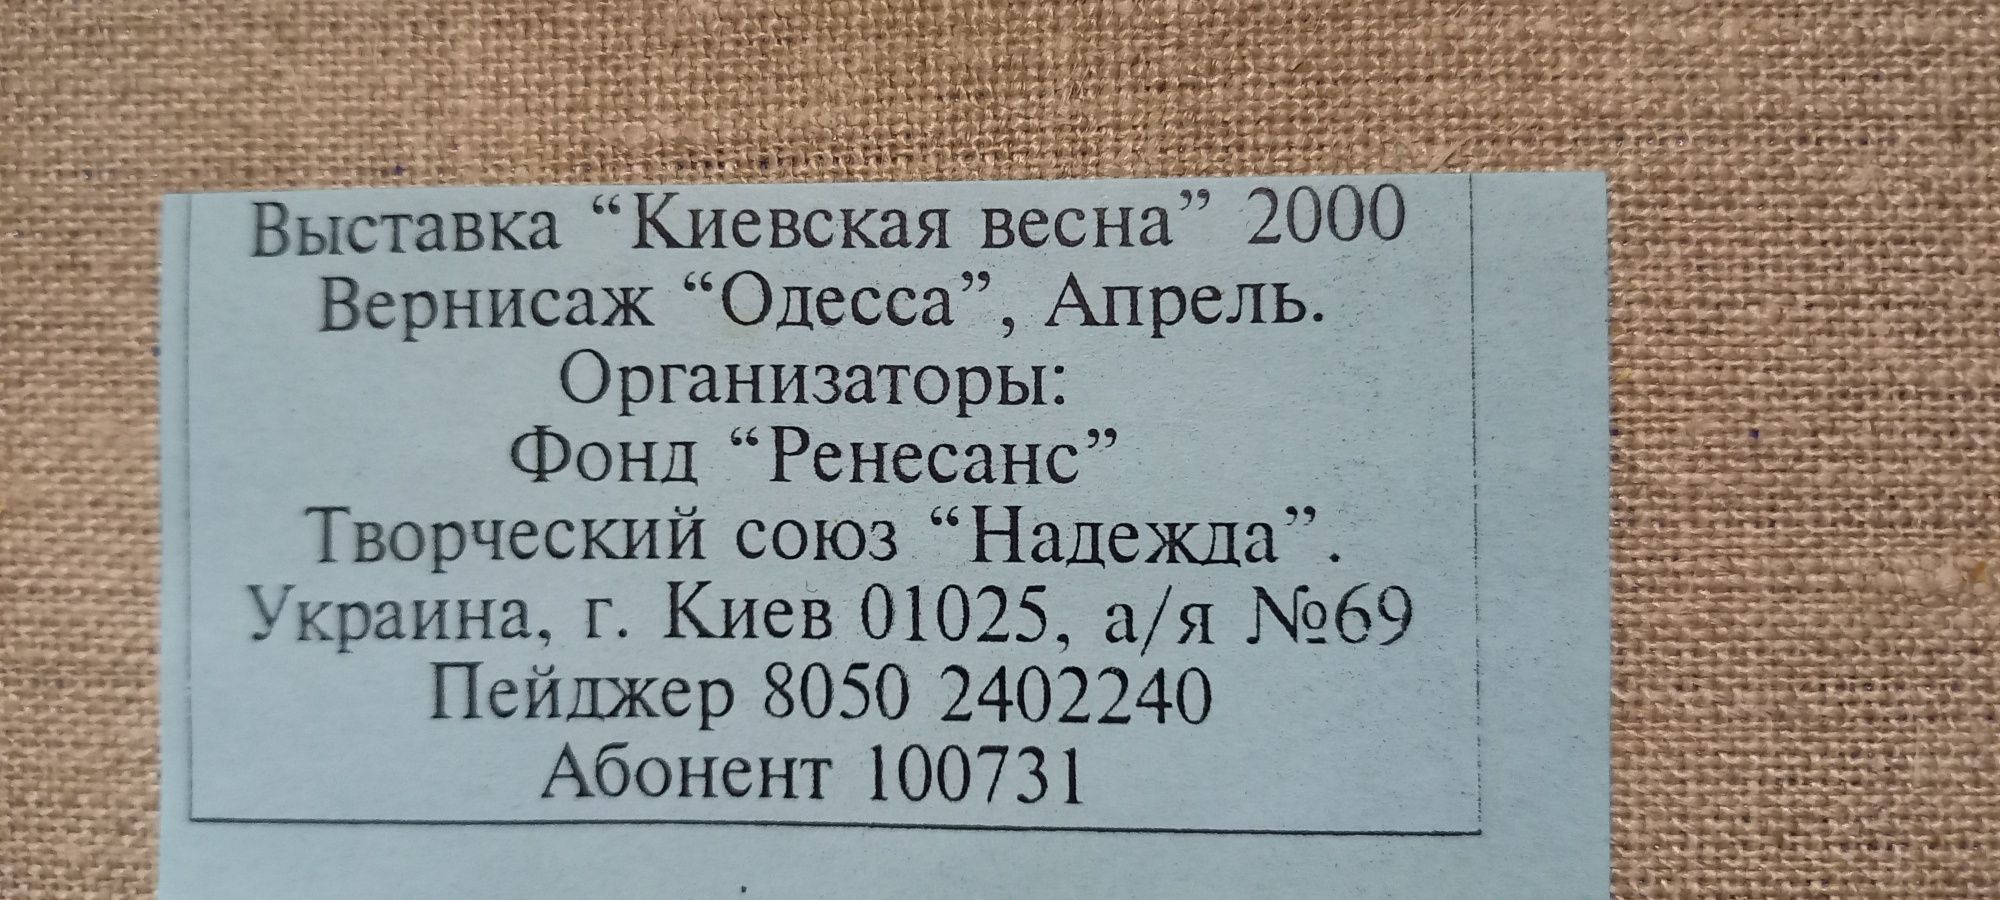 Выставка “Киевская весна” 2000
Вернисаж “Одесса”, Апрель.
Организаторы:
Фонд “Ренесанс”
Творческий союз “Надежда”.
Украина, г. Киев 01025, а/я №69
Пейджер 8050 2402240
Абонент 100731